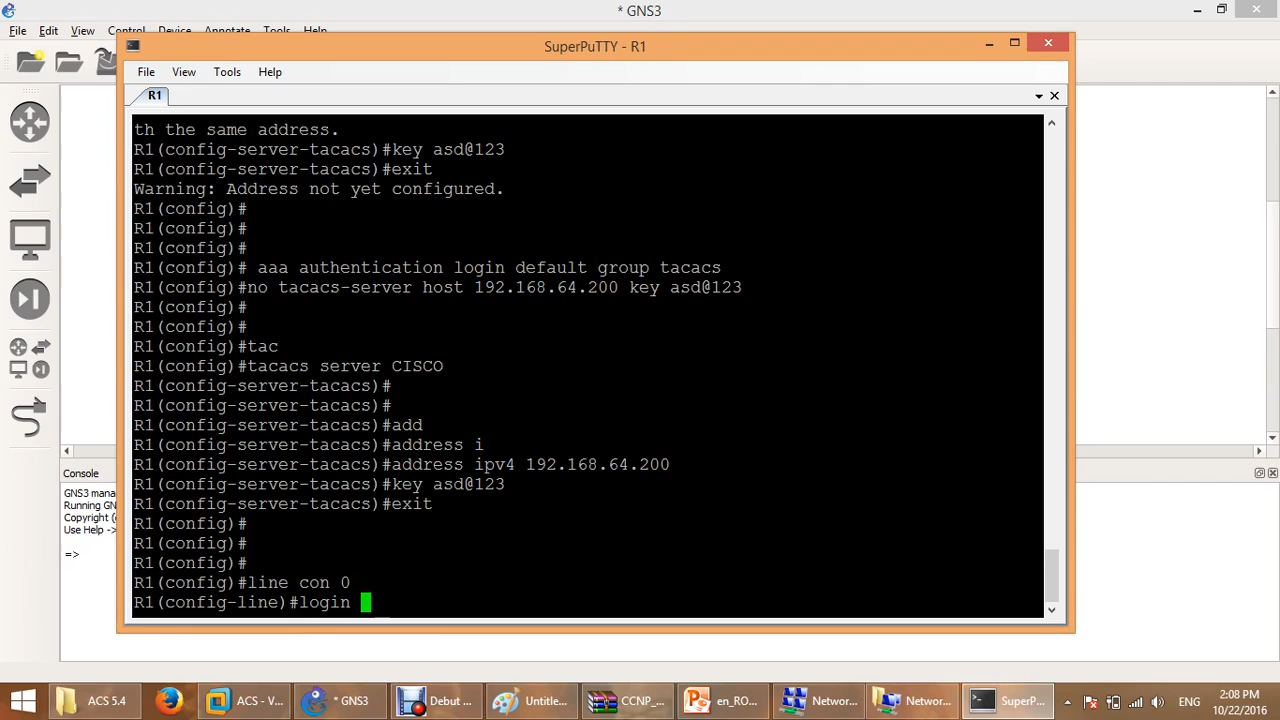 * GNS3
File Edit View Control Device Annotate Tools Help
SuperPuTTY - R1
File View Tools Help
R1
th the same address.
R1(config-server-tacacs)#key asd@123
R1(config-server-tacacs)#exit
Warning: Address not yet configured.
R1(config)#
R1(config)#
R1(config)#
R1(config)# aaa authentication login default group tacacs
R1(config)#no tacacs-server host 192.168.64.200 key asd@123
R1(config)#
R1(config)#
R1(config)#tac
R1(config)#tacacs server CISCO
R1(config-server-tacacs)#
R1(config-server-tacacs)#
R1(config-server-tacacs)#add
R1(config-server-tacacs)#address i
R1(config-server-tacacs)#address ipv4 192.168.64.200
R1(config-server-tacacs)#key asd@123
R1(config-server-tacacs)#exit
R1(config)#
R1(config)#
R1(config)#
R1(config)#line con 0
R1(config-line)#login
Console
GNS3 mana
Running GN
Copyright (
Use Help ->
=>
ACS 5.4
ACS - V...
* GNS3
Debut ...
Untitle...
CCNP_...
en_RO...
Networ...
Networ...
SuperP...
ENG
2:08 PM
10/22/2016